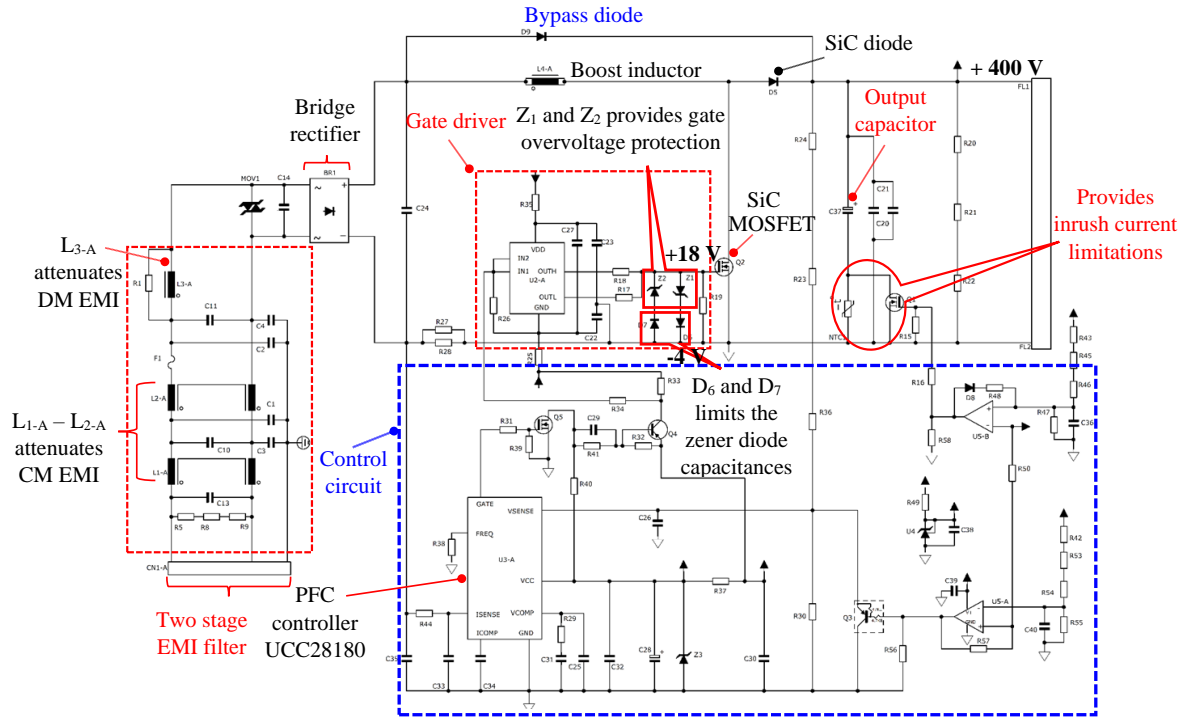 Bypass diode
D9
SiC diode
L4-A
Boost inductor
D5
+ 400 V
FL1
Bridge
rectifier
Gate driver
Z1 and Z2 provides gate
overvoltage protection
Output
capacitor
R24
R20
MOV1
C14
BR1
~
~
+
-
C24
R35
C27
C23
VDD
IN2
IN1
OUTH
U2-A
OUTL
GND
R26
R18
R17
C22
R25
+18 V
Z2
Z1
R19
D7
-4 V
SiC
MOSFET
Q2
R23
C37
+
C21
C20
R21
R22
Provides
inrush current
limitations
NTC
R15
FL2
L3-A
attenuates
DM EMI
R1
L3-A
C11
C4
C2
F1
R27
R28
L2-A
C1
L1-A – L2-A
attenuates
CM EMI
C10
C3
L1-A
C13
R5
R8
R9
CN1-A
Two stage
EMI filter
Control
circuit
D6 and D7
limits the
zener diode
capacitances
R33
R34
R31
Q5
R39
C29
R41
R32
Q4
R40
R36
R16
R58
D8
R48
U5-B
R43
R45
R46
R47
C36
R50
GATE
VSENSE
FREQ
U3-A
VCC
ISENSE
VCOMP
ICOMP
GND
R38
C26
R37
R49
U4
C38
R42
R53
R54
R55
C39
U5-A
V+
GND
C40
R57
Q3
R56
R30
PFC
controller
UCC28180
R44
C35
C33
C34
R29
C31
C25
C32
C28
+
Z3
C30